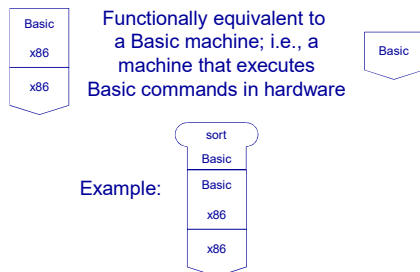 Basic
x86
x86
Functionally equivalent to
a Basic machine; i.e., a
machine that executes
Basic commands in hardware
Basic
Example:
sort
Basic
Basic
x86
x86